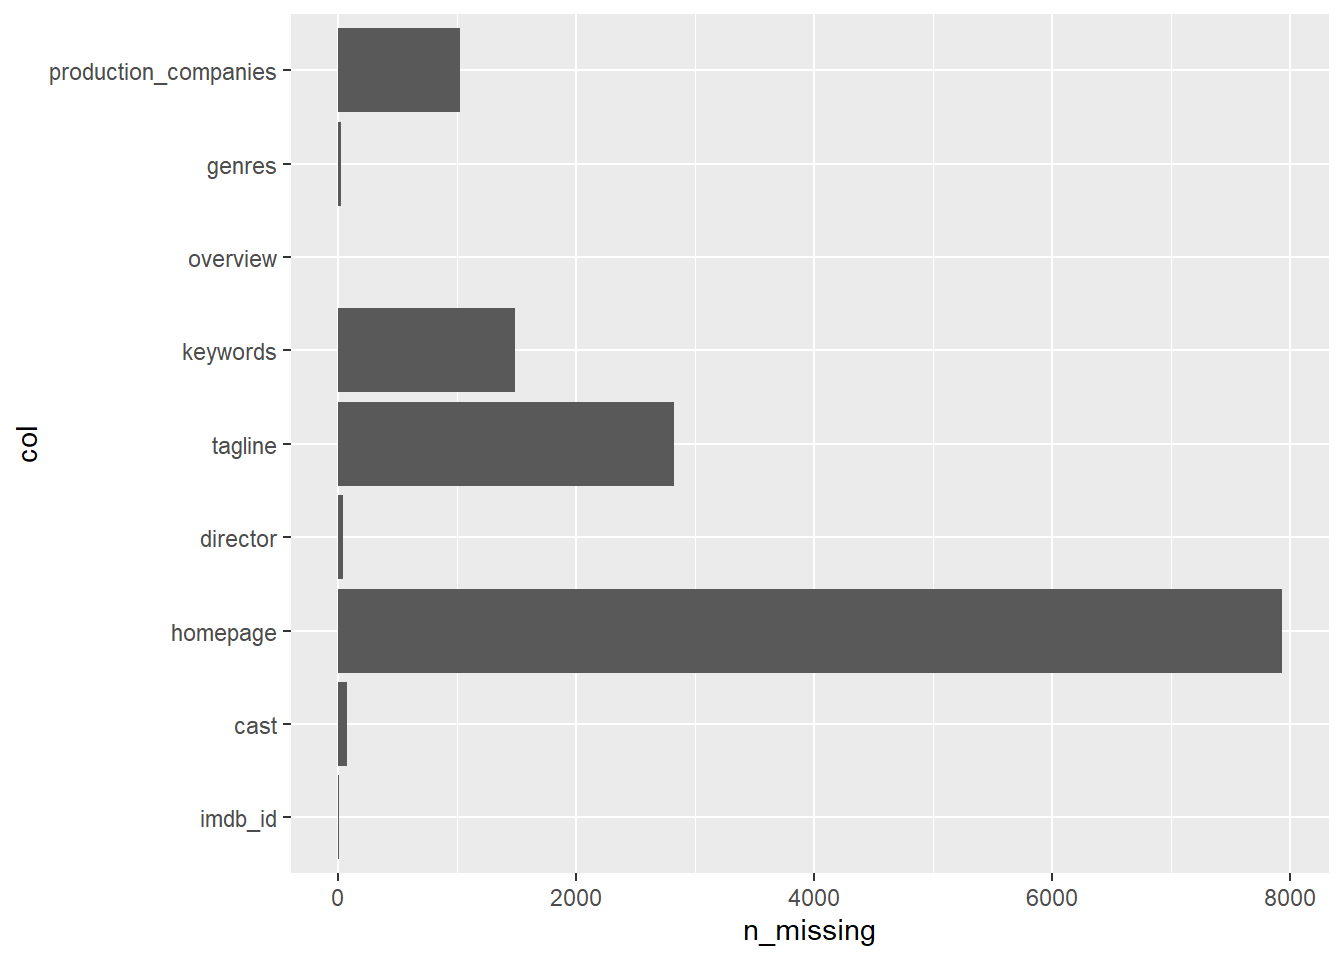 production_companies
genres
overview
keywords
tagline
director
homepage
cast
imdb_id
col
0 2000 4000 6000 8000
n_missing